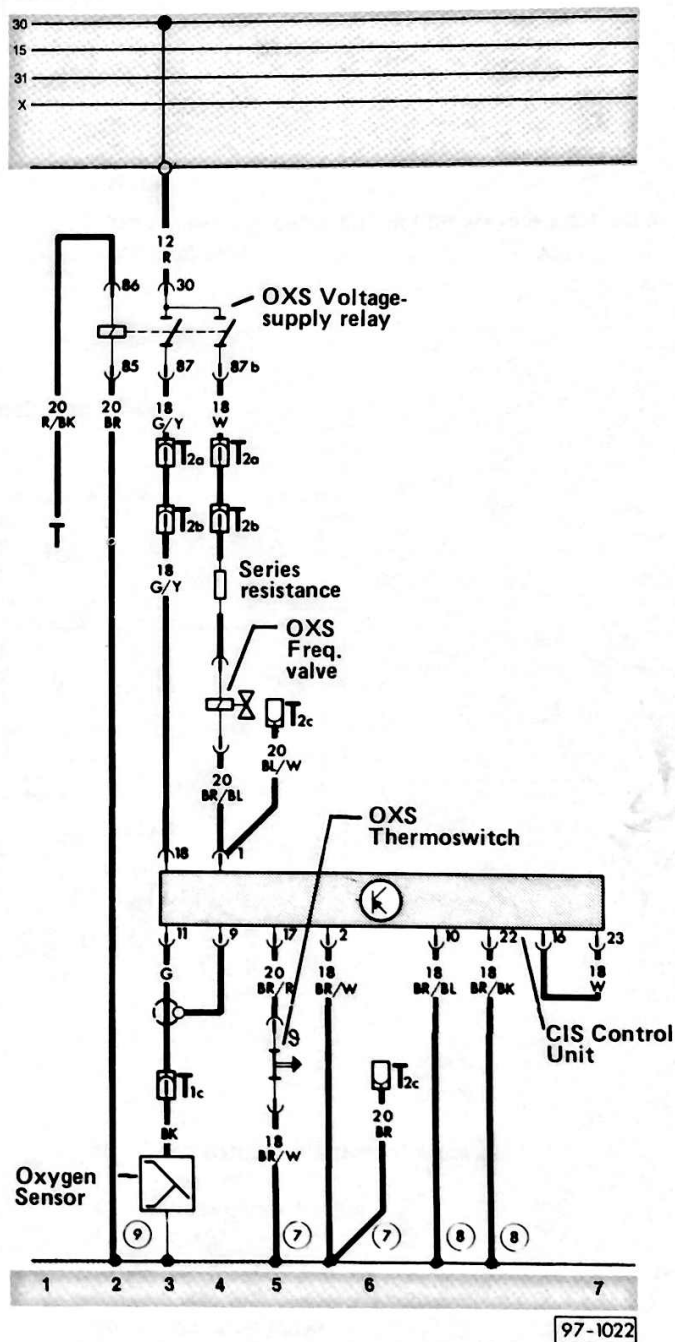 30
15
31
X
12
R
86
30
OXS Voltage-
supply relay
85
87
87 b
20
R/BK
20
BR
18
G/Y
18
W
T2a
T2a
T2b
T2b
T
18
G/Y
Series
resistance
OXS
Freq.
valve
T2c
20
BL/W
20
BR/BL
OXS
Thermoswitch
18
1
11
9
17
2
10
22
16
23
G
20
BR/R
18
BR/W
18
BR/BL
18
BR/BK
18
W
CIS Control
Unit
T1c
T2c
BK
20
BR
18
BR/W
Oxygen
Sensor
9
7
7
8
8
1
2
3
4
5
6
7
97-1022